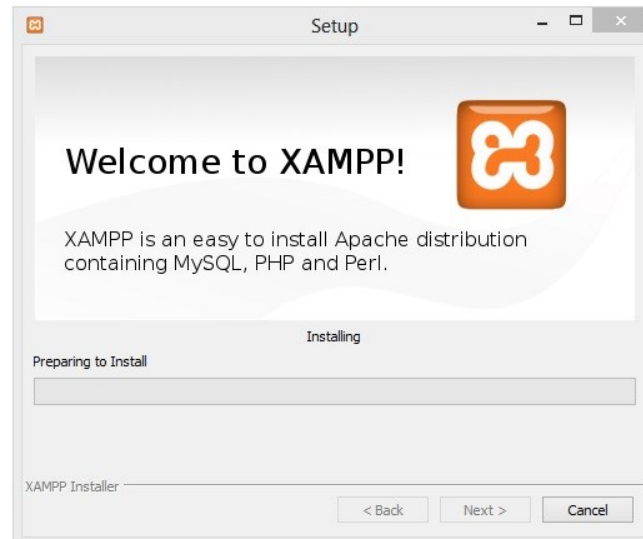 Setup
Welcome to XAMPP!
XAMPP is an easy to install Apache distribution
containing MySQL, PHP and Perl.
Installing
Preparing to Install
XAMPP Installer
< Back Next > Cancel